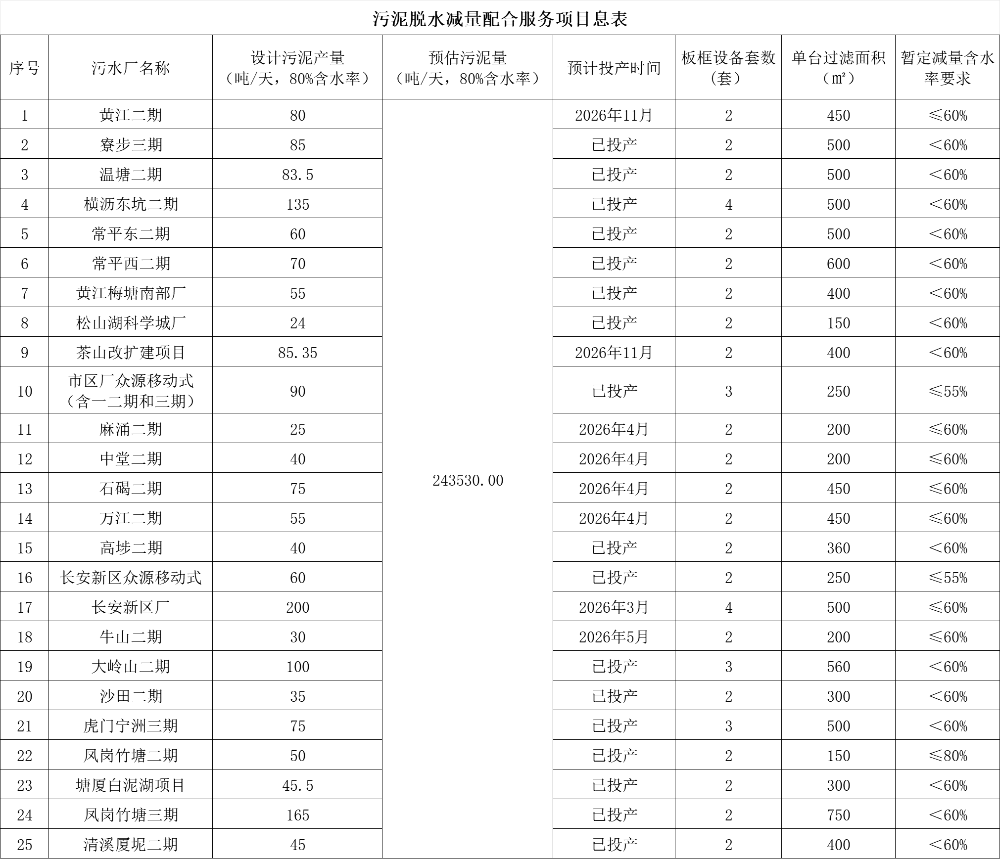 污泥脱水减量配合服务项目息表
序号 污水厂名称 设计污泥产量（吨/天，80%含水率） 预估污泥量（吨/天，80%含水率） 预计投产时间 板框设备套数(套） 单台过滤面积（㎡） 暂定减量含水率要求
1 黄江二期 80 2026年11月 2 450 ≤60%
2 寮步三期 85 已投产 2 500 ＜60%
3 温塘二期 83.5 已投产 2 500 ＜60%
4 横沥东坑二期 135 已投产 4 500 ＜60%
5 常平东二期 60 已投产 2 500 ＜60%
6 常平西二期 70 已投产 2 600 ＜60%
7 黄江梅塘南部厂 55 已投产 2 400 ＜60%
8 松山湖科学城厂 24 已投产 2 150 ＜60%
9 茶山改扩建项目 85.35 2026年11月 2 400 ＜60%
10 市区厂众源移动式（含一二期和三期） 90 已投产 3 250 ≤55%
11 麻涌二期 25 2026年4月 2 200 ≤60%
12 中堂二期 40 2026年4月 2 200 ≤60%
13 石碣二期 75 243530.00 2026年4月 2 450 ≤60%
14 万江二期 55 2026年4月 2 450 ≤60%
15 高埗二期 40 已投产 2 360 ＜60%
16 长安新区众源移动式 60 已投产 2 250 ≤55%
17 长安新区厂 200 2026年3月 4 500 ≤60%
18 牛山二期 30 2026年5月 2 200 ≤60%
19 大岭山二期 100 已投产 3 560 ＜60%
20 沙田二期 35 已投产 2 300 ＜60%
21 虎门宁洲三期 75 已投产 3 500 ＜60%
22 凤岗竹塘二期 50 已投产 2 150 ≤80%
23 塘厦白泥湖项目 45.5 已投产 2 300 ＜60%
24 凤岗竹塘三期 165 已投产 2 750 ＜60%
25 清溪厦坭二期 45 已投产 2 400 ＜60%